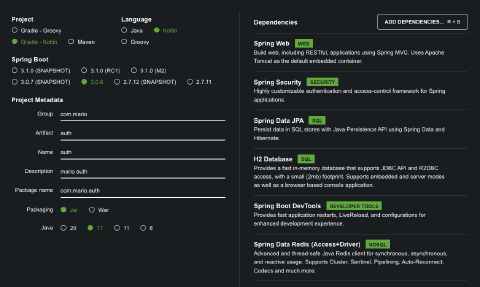 Project
Gradle - Groovy
Gradle - Kotlin
Maven
Language
Java
Kotlin
Groovy
Spring Boot
3.1.0 (SNAPSHOT)
3.1.0 (RC1)
3.1.0 (M2)
3.0.7 (SNAPSHOT)
3.0.6
2.7.12 (SNAPSHOT)
2.7.11
Project Metadata
Group
com.mario
Artifact
auth
Name
auth
Description
mario.auth
Package name
com.mario.auth
Packaging
Jar
War
Java
20
17
11
8
Dependencies
ADD DEPENDENCIES... ⌘ + B
Spring Web WEB
Build web, including RESTful, applications using Spring MVC. Uses Apache
Tomcat as the default embedded container.
Spring Security SECURITY
Highly customizable authentication and access-control framework for Spring
applications.
Spring Data JPA SQL
Persist data in SQL stores with Java Persistence API using Spring Data and
Hibernate.
H2 Database SQL
Provides a fast in-memory database that supports JDBC API and R2DBC
access, with a small (2mb) footprint. Supports embedded and server modes
as well as a browser based console application.
Spring Boot DevTools DEVELOPER TOOLS
Provides fast application restarts, LiveReload, and configurations for
enhanced development experience.
Spring Data Redis (Access+Driver) NOSQL
Advanced and thread-safe Java Redis client for synchronous, asynchronous,
and reactive usage. Supports Cluster, Sentinel, Pipelining, Auto-Reconnect,
Codecs and much more.